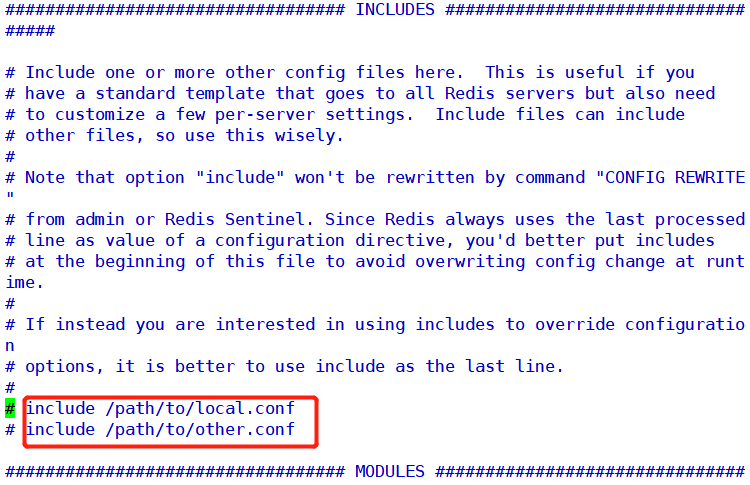 ################################## INCLUDES ##############################
#####

# Include one or more other config files here.  This is useful if you
# have a standard template that goes to all Redis servers but also need
# to customize a few per-server settings.  Include files can include
# other files, so use this wisely.
#
# Note that option "include" won't be rewritten by command "CONFIG REWRITE
"
# from admin or Redis Sentinel. Since Redis always uses the last processed
# line as value of a configuration directive, you'd better put includes
# at the beginning of this file to avoid overwriting config change at runt
ime.
#
# If instead you are interested in using includes to override configuratio
n
# options, it is better to use include as the last line.
#
# include /path/to/local.conf
# include /path/to/other.conf

################################## MODULES ###############################